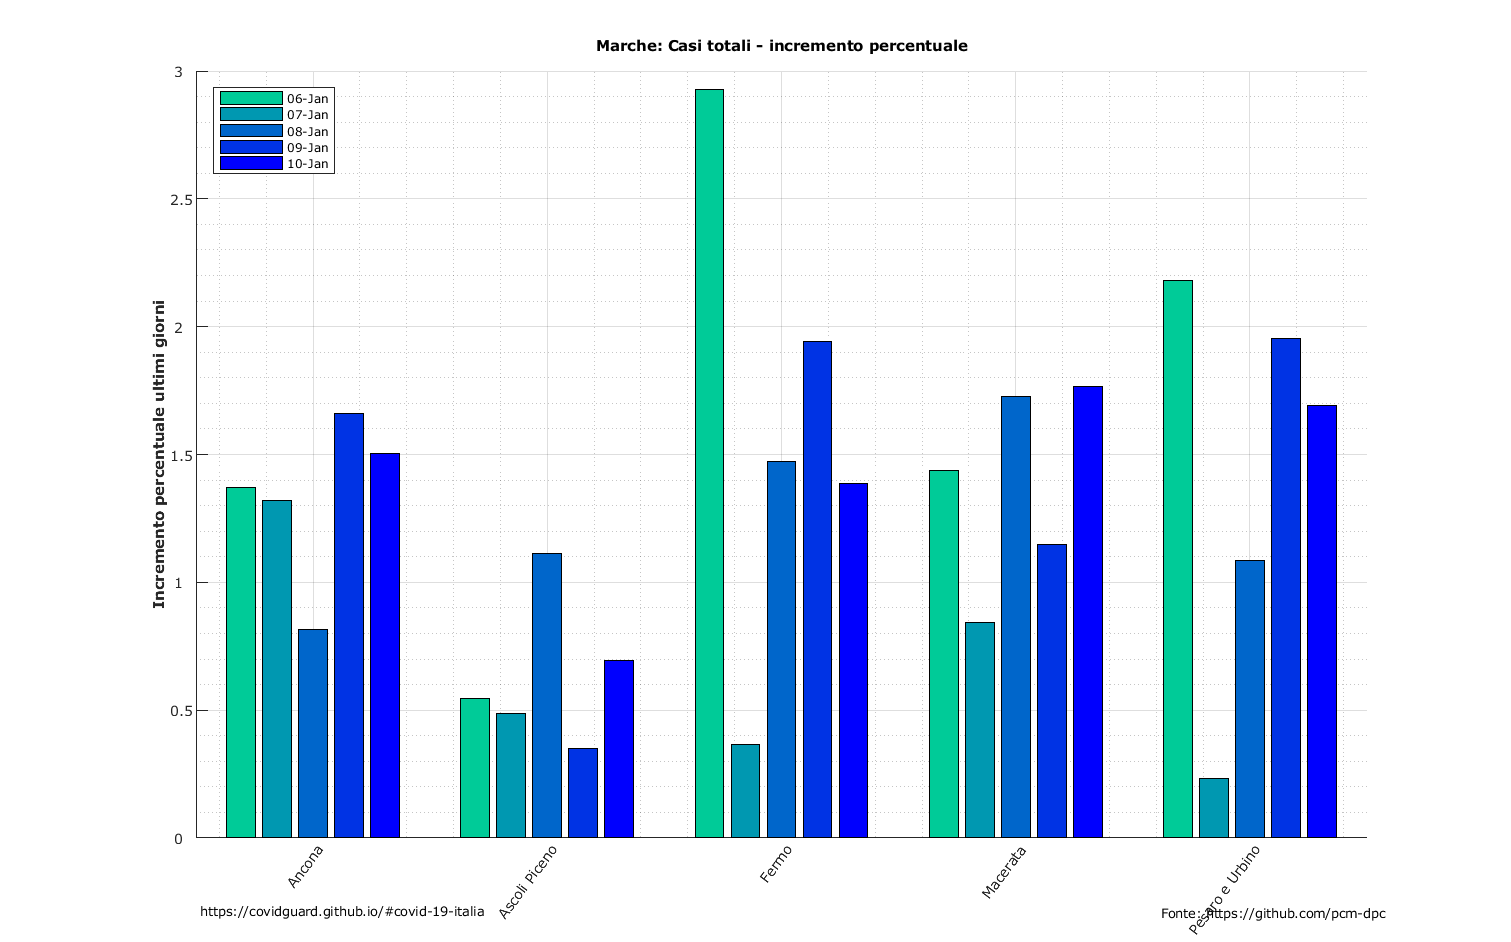 Marche: Casi totali - incremento percentuale
3
2.5
2
1.5
1
0.5
0
Incremento percentuale ultimi giorni
06-Jan
07-Jan
08-Jan
09-Jan
10-Jan
Ancona
Ascoli Piceno
Fermo
Macerata
Pesaro e Urbino
https://covidguard.github.io/#covid-19-italia
Fonte: https://github.com/pcm-dpc